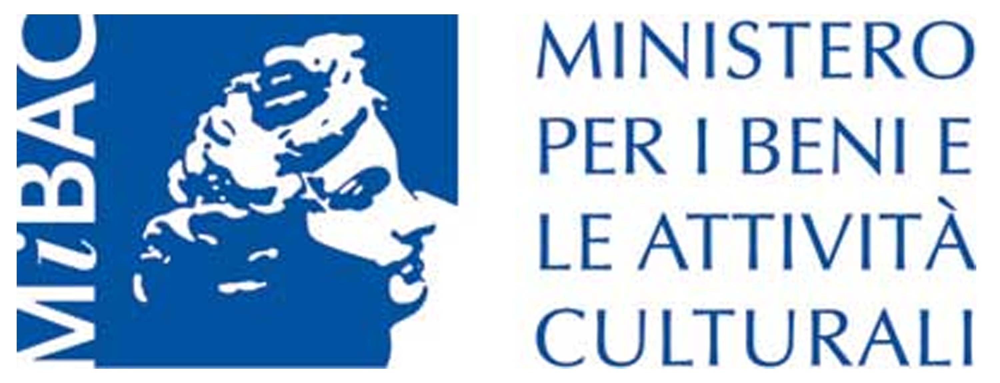 MiBAC
MINISTERO
PER I BENI E
LE ATTIVITÀ
CULTURALI